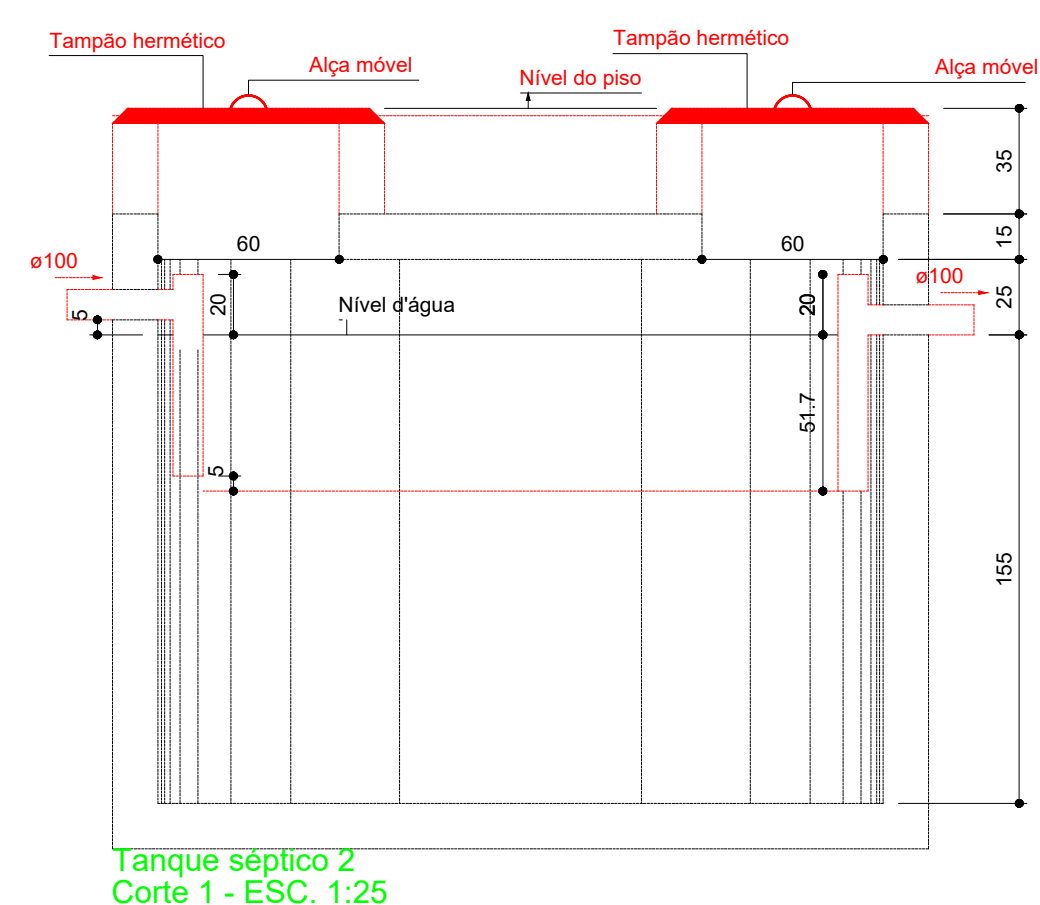 Tampão hermético
Tampão hermético
Alça móvel
Alça móvel
Nível do piso
35
15
60
60
ø100
ø100
25
5
20
Nível d'água
20
51.7
5
155
Tanque séptico 2
Corte 1 - ESC. 1:25